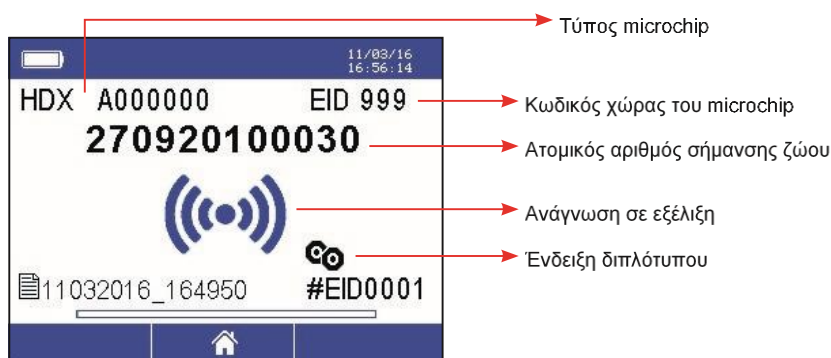 11/03/16
16:56:14
Τύπος microchip
HDX A000000 EID 999
Κωδικός χώρας του microchip
270920100030
Ατομικός αριθμός σήμανσης ζώου
Ανάγνωση σε εξέλιξη
Ένδειξη διπλότυπου
11032016_164950 #EID0001